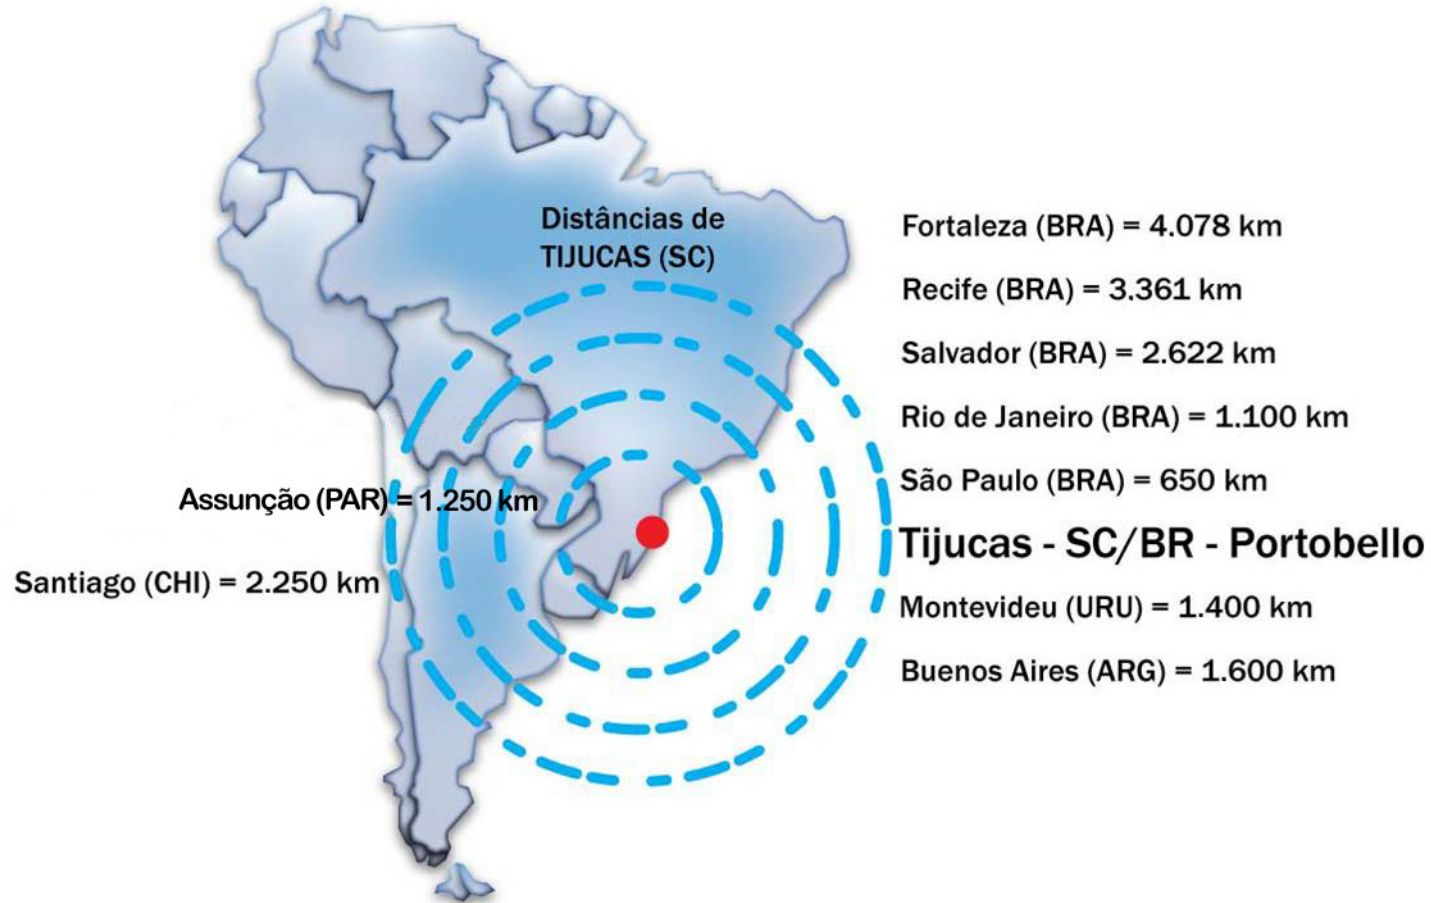 Distâncias de
TIJUCAS (SC)
Fortaleza (BRA) = 4.078 km
Recife (BRA) = 3.361 km
Salvador (BRA) = 2.622 km
Rio de Janeiro (BRA) = 1.100 km
São Paulo (BRA) = 650 km
Assunção (PAR) = 1.250 km
Tijucas - SC/BR - Portobello
Santiago (CHI) = 2.250 km
Montevideu (URU) = 1.400 km
Buenos Aires (ARG) = 1.600 km